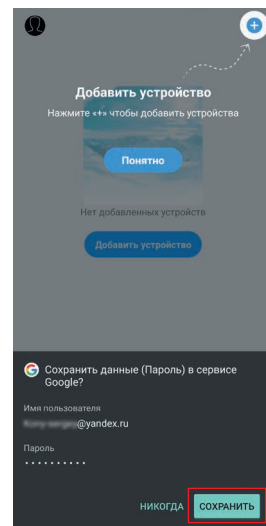 Добавить устройство
Нажмите «+» чтобы добавить устройства
Понятно
Нет добавленных устройств
Добавить устройство
Сохранить данные (Пароль) в сервисе
Google?
Имя пользователя
@yandex.ru
Пароль
··········
НИКОГДА СОХРАНИТЬ